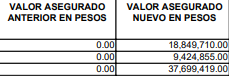 VALOR ASEGURADO VALOR ASEGURADO
ANTERIOR EN PESOS NUEVO EN PESOS
0.00 18,849,710.00
0.00 9,424,855.00
0.00 37,699,419.00